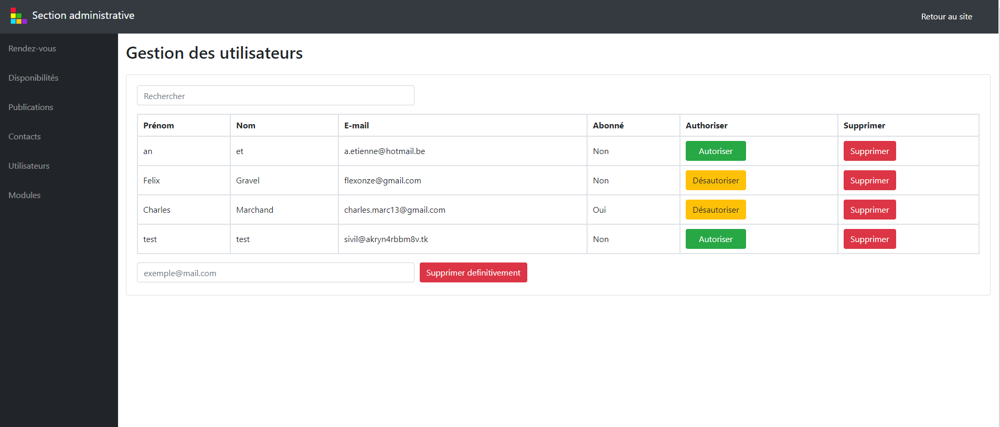 Section administrative
Retour au site
Rendez-vous
Disponibilités
Publications
Contacts
Utilisateurs
Modules
Gestion des utilisateurs
Rechercher
Prénom Nom E-mail Abonné Authoriser Supprimer
an et a.etienne@hotmail.be Non Autoriser Supprimer
Felix Gravel flexonze@gmail.com Non Désautoriser Supprimer
Charles Marchand charles.marc13@gmail.com Oui Désautoriser Supprimer
test test sivil@akryn4rbbm8v.tk Non Autoriser Supprimer
exemple@mail.com Supprimer definitivement